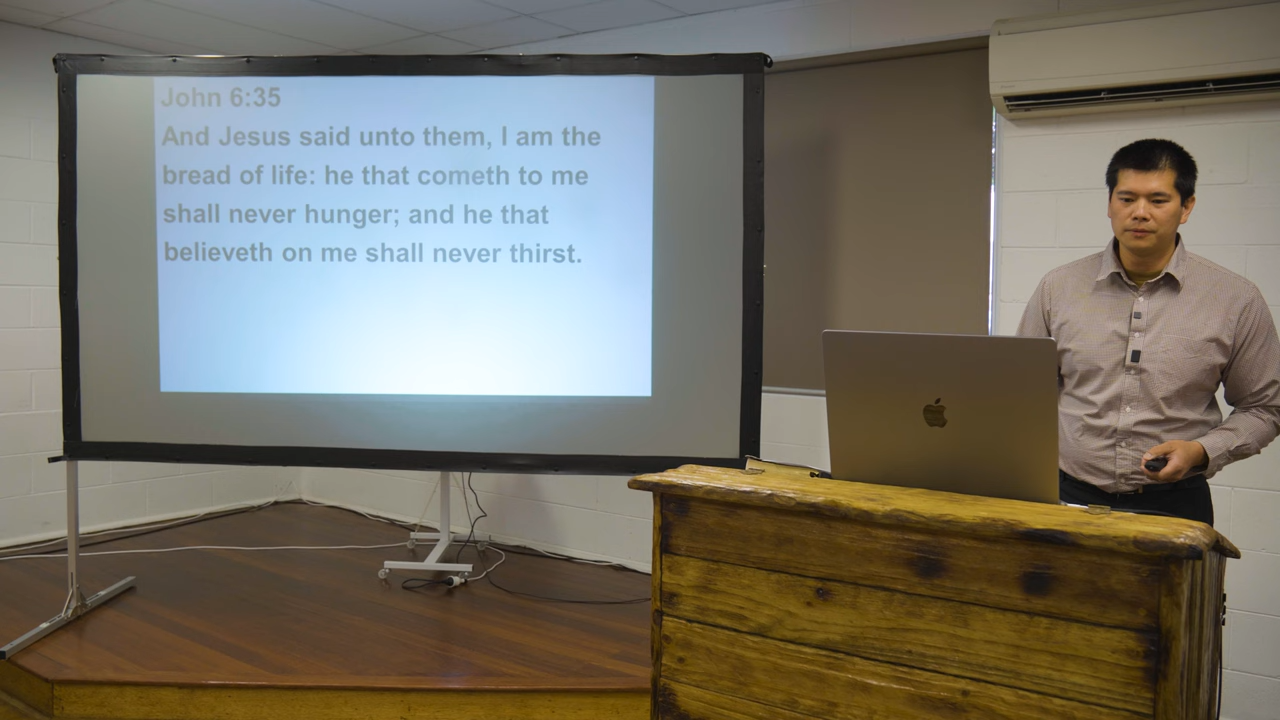 John 6:35
And Jesus said unto them, I am the
bread of life: he that cometh to me
shall never hunger; and he that
believeth on me shall never thirst.